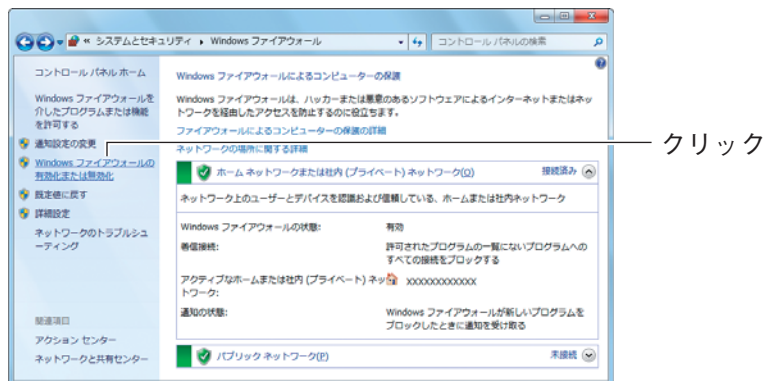 « システムとセキュリティ ▸ Windows ファイアウォール
コントロール パネルの検索
コントロール パネル ホーム
Windows ファイアウォールを
介したプログラムまたは機能
を許可する
通知設定の変更
Windows ファイアウォールの
有効化または無効化
既定値に戻す
詳細設定
ネットワークのトラブルシュ
ーティング
関連項目
アクション センター
ネットワークと共有センター
Windows ファイアウォールによるコンピューターの保護
Windows ファイアウォールは、ハッカーまたは悪意のあるソフトウェアによるインターネットまたはネッ
トワークを経由したアクセスを防止するのに役立ちます。
ファイアウォールによるコンピューターの保護の詳細
ネットワークの場所に関する詳細
ホーム ネットワークまたは社内 (プライベート) ネットワーク(O) 接続済み
ネットワーク上のユーザーとデバイスを認識および信頼している、ホームまたは社内ネットワーク
Windows ファイアウォールの状態: 有効
着信接続: 許可されたプログラムの一覧にないプログラムへの
すべての接続をブロックする
アクティブなホームまたは社内 (プライベート) ネッ xxxxxxxxxxxx
トワーク:
通知の状態: Windows ファイアウォールが新しいプログラムを
ブロックしたときに通知を受け取る
パブリック ネットワーク(P) 未接続
クリック